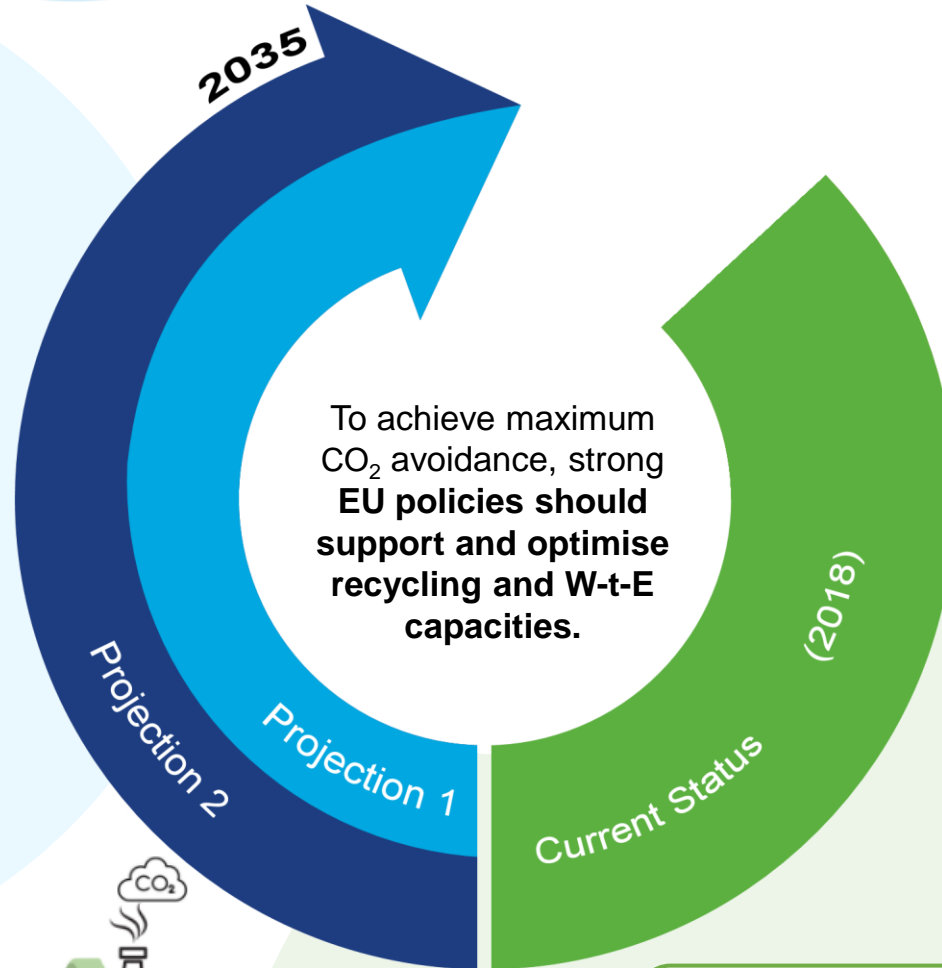 2035
To achieve maximum
CO₂ avoidance, strong
EU policies should
support and optimise
recycling and W-t-E
capacities.
(2018)
Current Status
Projection 1
Projection 2
CO₂